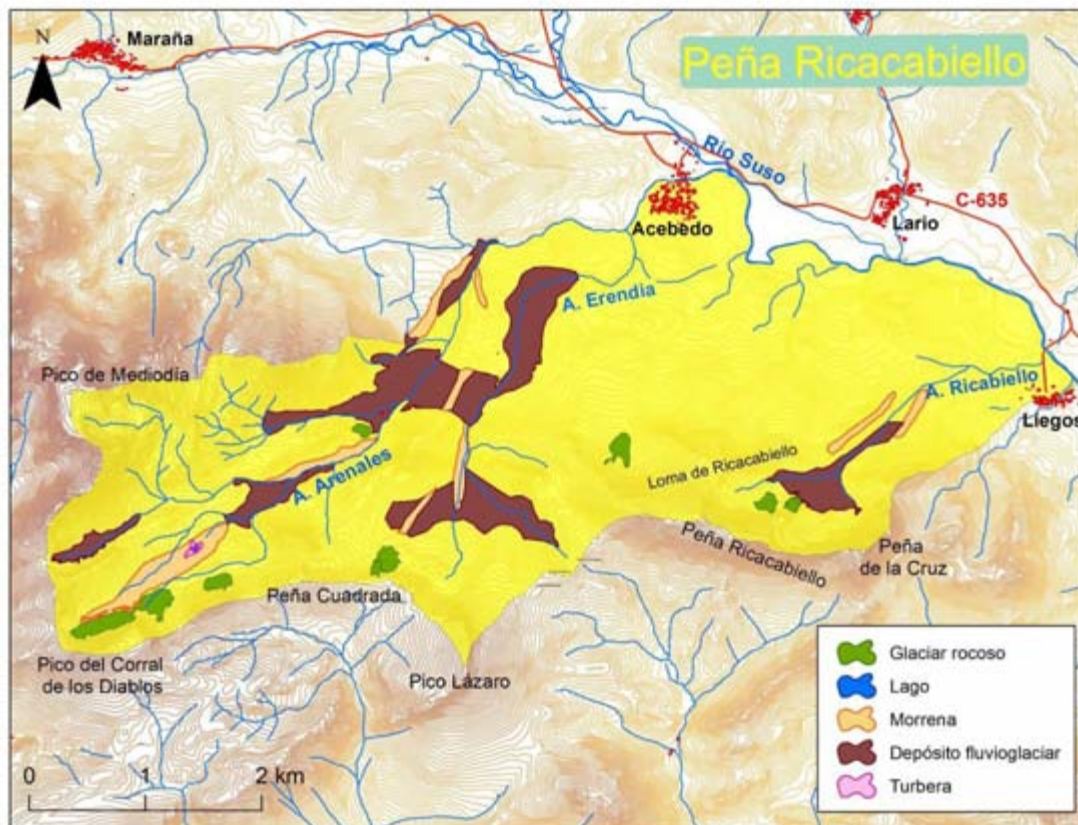 N
Maraña
Peña Ricacabiello
Río Suso
C-635
Acebedo
Lario
A. Erendia
Pico de Mediodía
A. Ricabiello
Liegos
A. Arenales
Loma de Ricacabiello
Peña Ricacabiello
Peña
de la Cruz
Peña Cuadrada
Pico del Corral
de los Diablos
Pico Lázaro
0 1 2 km
Glaciar rocoso
Lago
Morrena
Depósito fluvioglaciar
Turbera